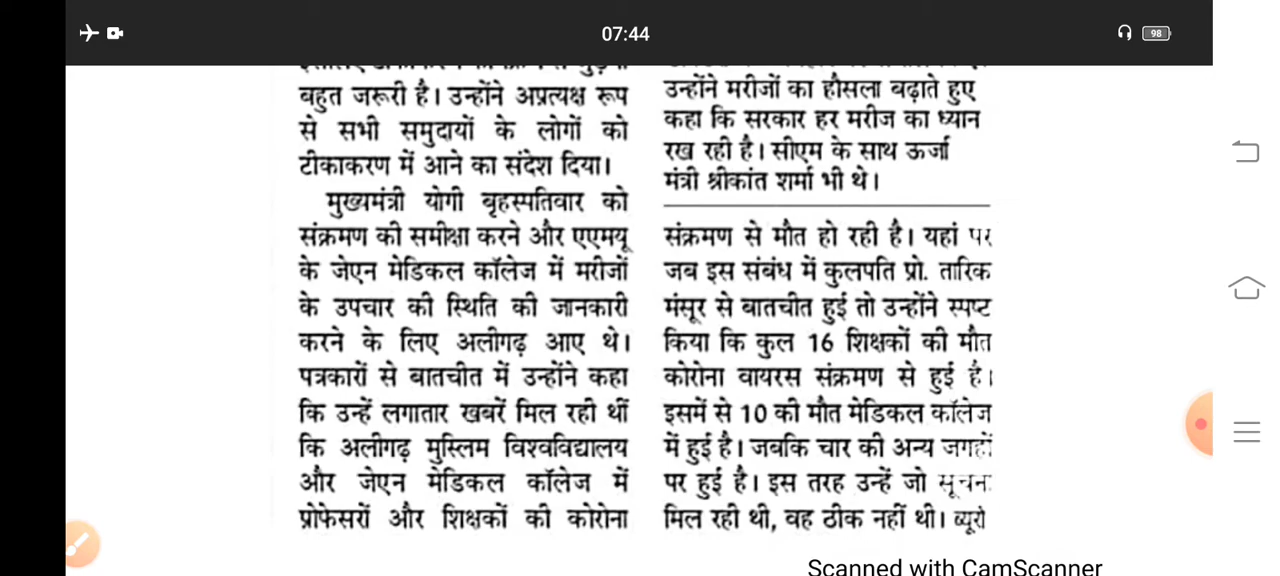 07:44
98
बहुत जरूरी है। उन्होंने अप्रत्यक्ष रूप
से सभी समुदायों के लोगों को
टीकाकरण में आने का संदेश दिया।
मुख्यमंत्री योगी बृहस्पतिवार को
संक्रमण की समीक्षा करने और एएमयू
के जेएन मेडिकल कॉलेज में मरीजों
के उपचार की स्थिति की जानकारी
करने के लिए अलीगढ़ आए थे।
पत्रकारों से बातचीत में उन्होंने कहा
कि उन्हें लगातार खबरें मिल रही थीं
कि अलीगढ़ मुस्लिम विश्वविद्यालय
और जेएन मेडिकल कॉलेज में
प्रोफेसरों और शिक्षकों की कोरोना
उन्होंने मरीजों का हौसला बढ़ाते हुए
कहा कि सरकार हर मरीज का ध्यान
रख रही है। सीएम के साथ ऊर्जा
मंत्री श्रीकांत शर्मा भी थे।
संक्रमण से मौत हो रही है। यहां पर
जब इस संबंध में कुलपति प्रो. तारिक
मंसूर से बातचीत हुई तो उन्होंने स्पष्ट
किया कि कुल 16 शिक्षकों की मौत
कोरोना वायरस संक्रमण से हुई है।
इसमें से 10 की मौत मेडिकल कॉलेज
में हुई है। जबकि चार की अन्य जगहों
पर हुई है। इस तरह उन्हें जो सूचना
मिल रही थी, वह ठीक नहीं थी। ब्यूरो
Scanned with CamScanner